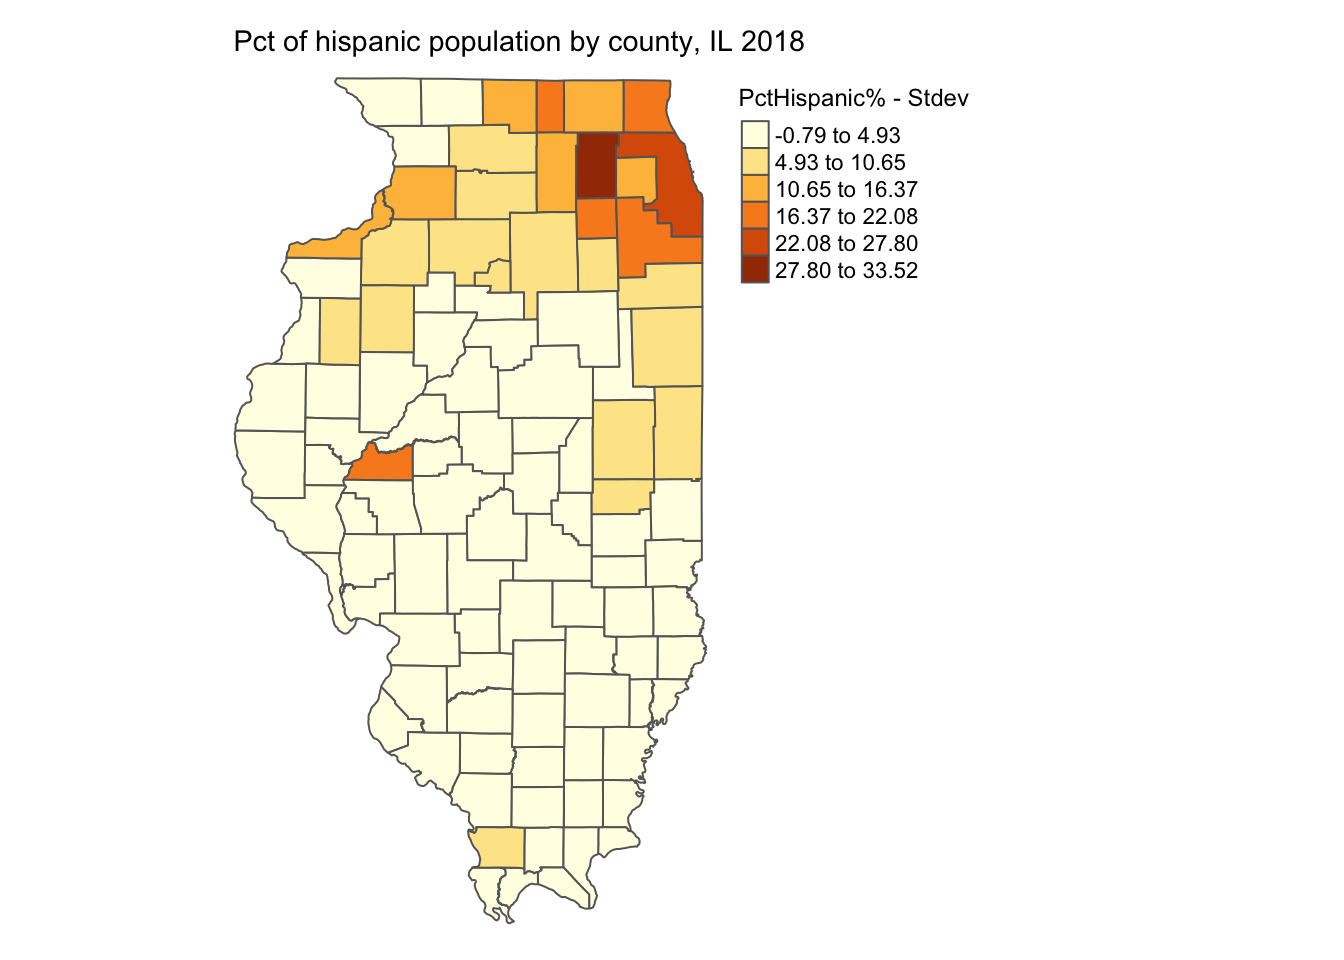 Pct of hispanic population by county, IL 2018
PctHispanic% - Stdev
-0.79 to 4.93
4.93 to 10.65
10.65 to 16.37
16.37 to 22.08
22.08 to 27.80
27.80 to 33.52